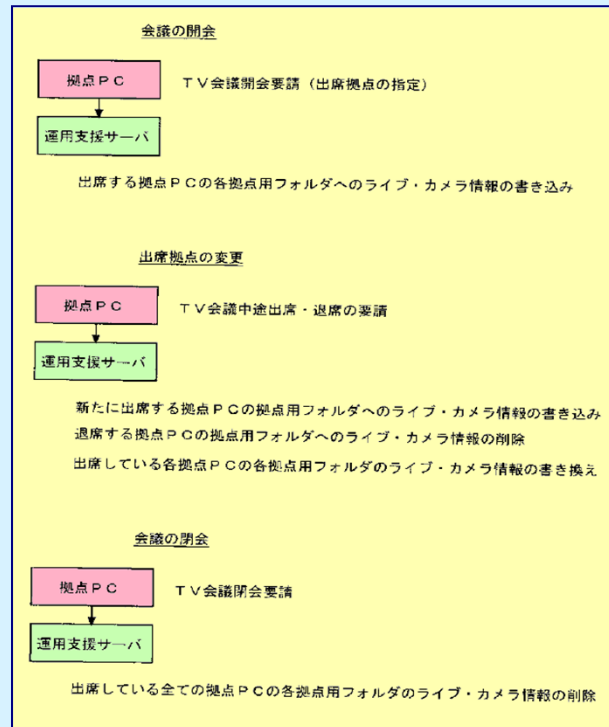 会議の開会
拠点PC
TV会議開会要請（出席拠点の指定）
運用支援サーバ
出席する拠点PCの各拠点用フォルダへのライブ・カメラ情報の書き込み
出席拠点の変更
拠点PC
TV会議中途出席・退席の要請
運用支援サーバ
新たに出席する拠点PCの拠点用フォルダへのライブ・カメラ情報の書き込み
退席する拠点PCの拠点用フォルダへのライブ・カメラ情報の削除
出席している各拠点PCの各拠点用フォルダのライブ・カメラ情報の書き換え
会議の閉会
拠点PC
TV会議閉会要請
運用支援サーバ
出席している全ての拠点PCの各拠点用フォルダのライブ・カメラ情報の削除